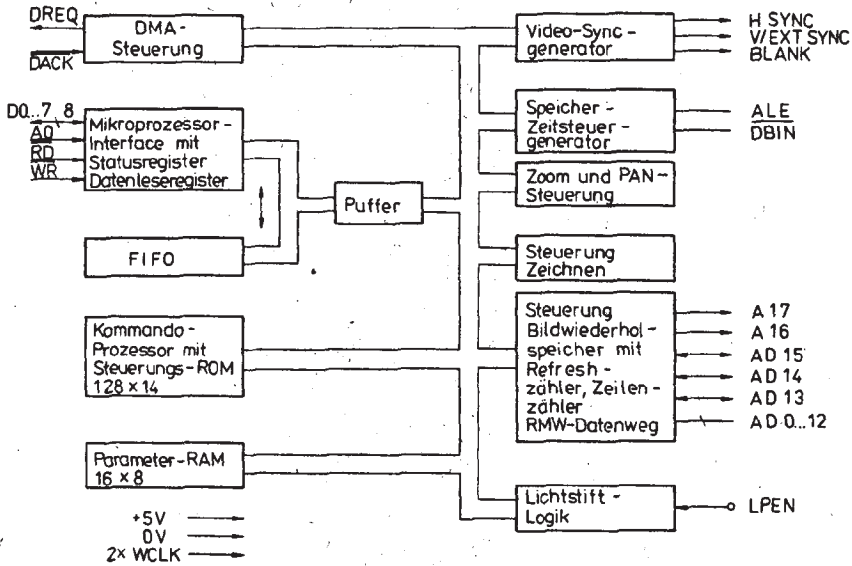 DREQ
DACK
DMA-
Steuerung
D0...7 8
A0
RD
WR
Mikroprozessor-
Interface mit
Statusregister
Datenleseregister
FIFO
Puffer
Kommando-
Prozessor mit
Steuerungs-ROM
128 × 14
Parameter-RAM
16 × 8
+5V
0V
2× WCLK
Video-Sync-
generator
H SYNC
V/EXT SYNC
BLANK
Speicher-
Zeitsteuer-
generator
ALE
DBIN
Zoom und PAN-
Steuerung
Steuerung
Zeichnen
Steuerung
Bildwiederhol-
speicher mit
Refresh-
zähler, Zeilen-
zähler
RMW-Datenweg
A 17
A 16
AD 15
AD 14
AD 13
AD 0...12
Lichtstift-
Logik
LPEN